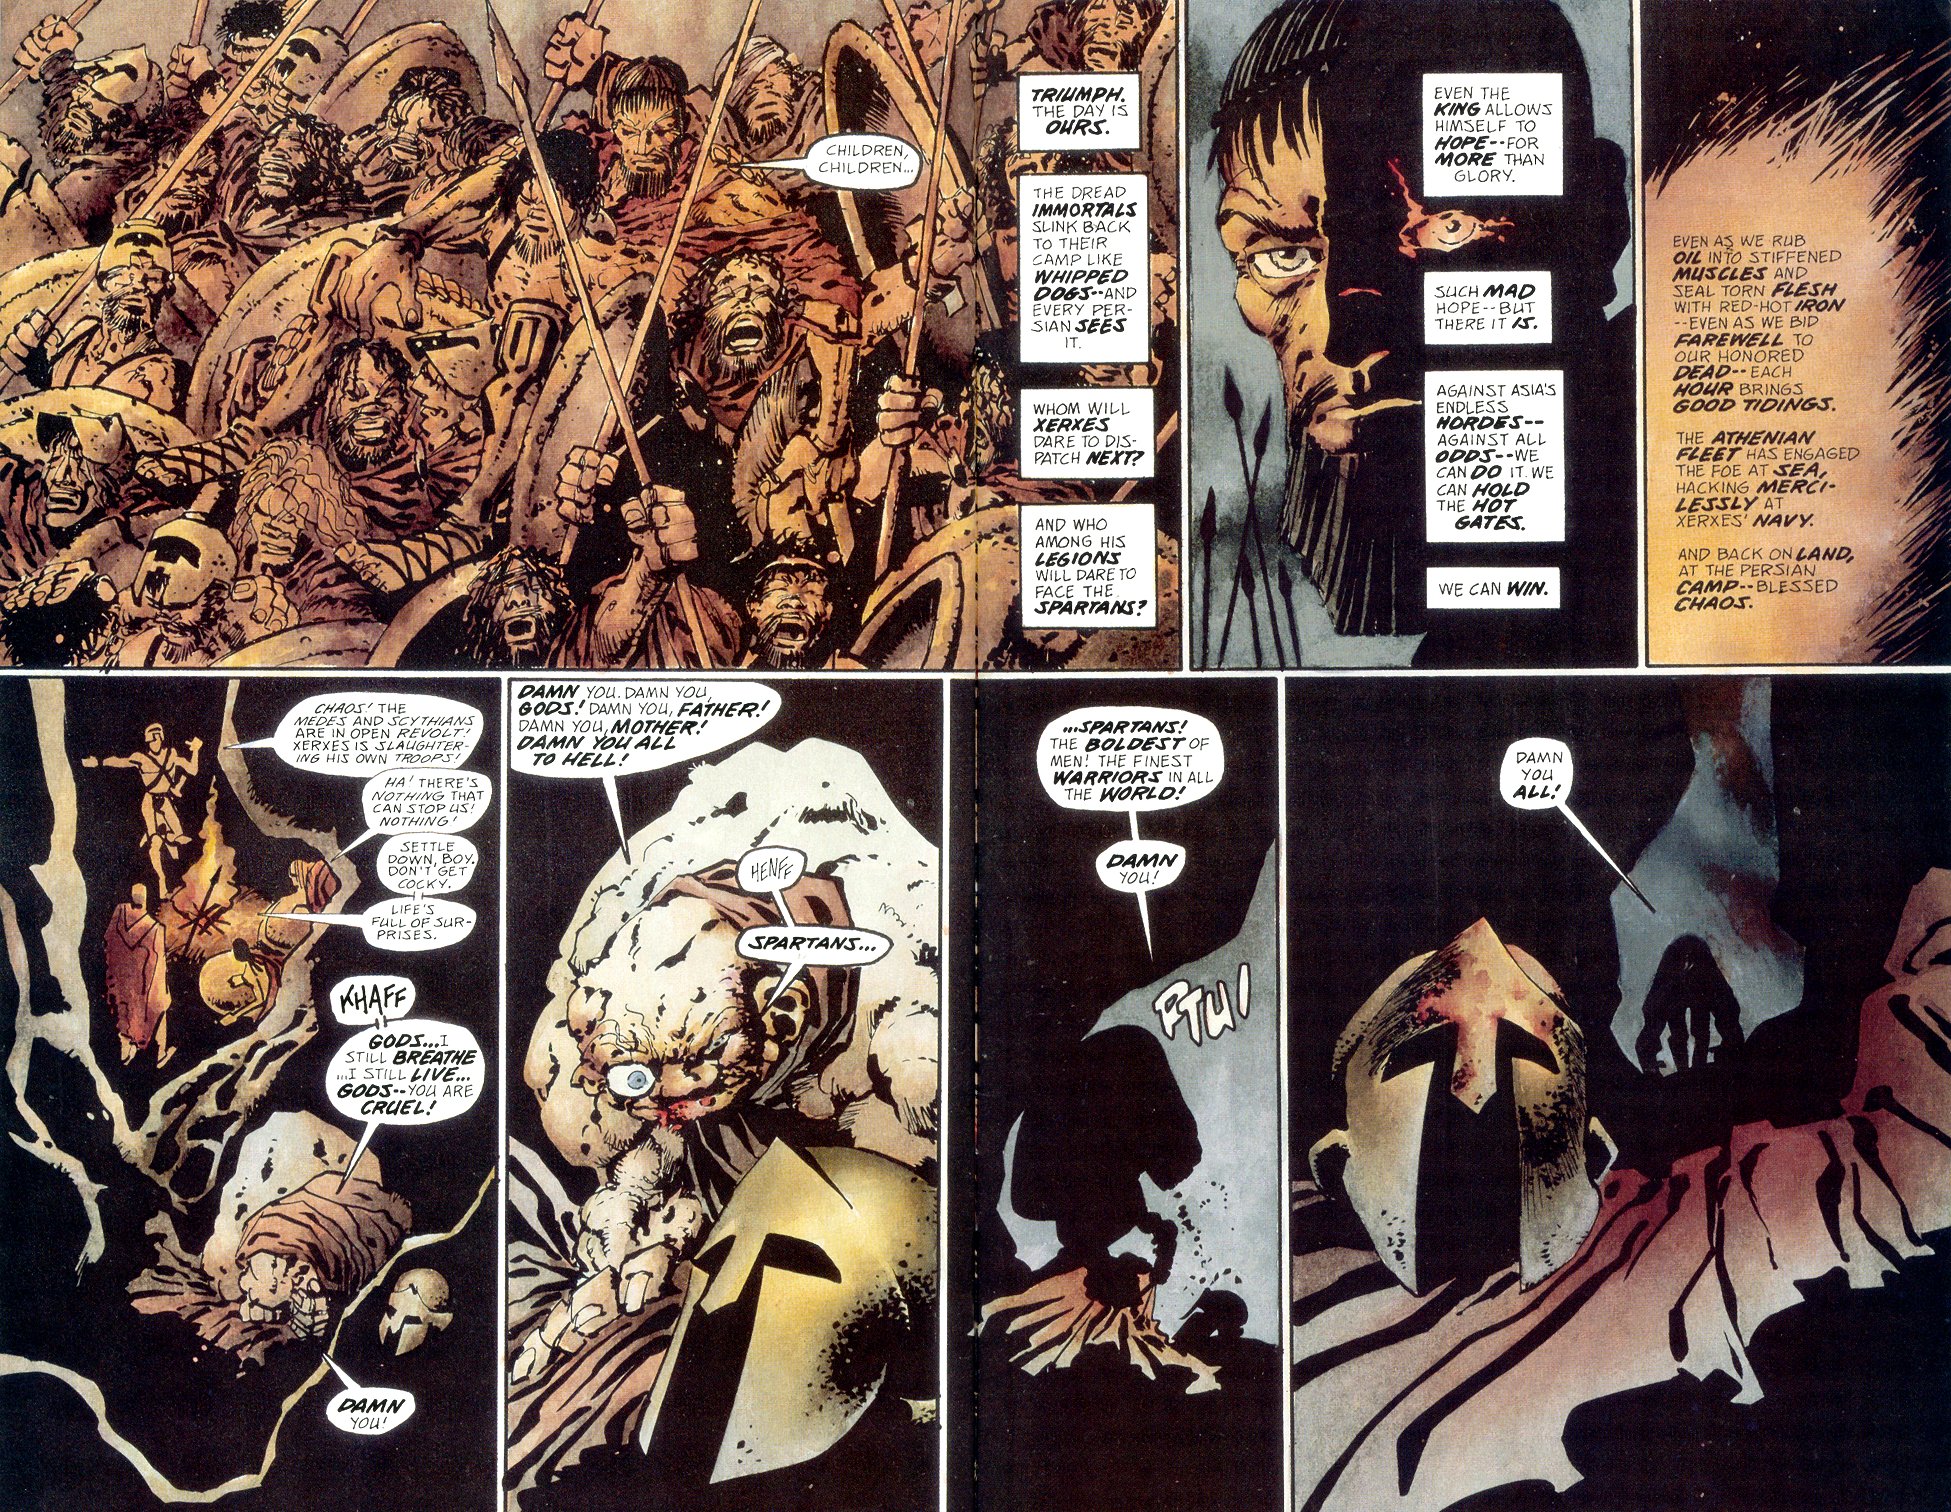 CHILDREN,
CHILDREN...
TRIUMPH.
THE DAY IS
OURS.
THE DREAD
IMMORTALS
SLINK BACK
TO THEIR
CAMP LIKE
WHIPPED
DOGS--AND
EVERY PER-
SIAN SEES
IT.
WHOM WILL
XERXES
DARE TO DIS-
PATCH NEXT?
AND WHO
AMONG HIS
LEGIONS
WILL DARE TO
FACE THE
SPARTANS?
EVEN THE
KING ALLOWS
HIMSELF TO
HOPE--FOR
MORE THAN
GLORY.
SUCH MAD
HOPE--BUT
THERE IT IS.
AGAINST ASIA'S
ENDLESS
HORDES--
AGAINST ALL
ODDS--WE
CAN DO IT. WE
CAN HOLD
THE HOT
GATES.
WE CAN WIN.
EVEN AS WE RUB
OIL INTO STIFFENED
MUSCLES AND
SEAL TORN FLESH
WITH RED-HOT IRON
--EVEN AS WE BID
FAREWELL TO
OUR HONORED
DEAD--EACH
HOUR BRINGS
GOOD TIDINGS.
THE ATHENIAN
FLEET HAS ENGAGED
THE FOE AT SEA,
HACKING MERCI-
LESSLY AT
XERXES' NAVY.
AND BACK ON LAND,
AT THE PERSIAN
CAMP--BLESSED
CHAOS.
CHAOS! THE
MEDES AND SCYTHIANS
ARE IN OPEN REVOLT!
XERXES IS SLAUGHTER-
ING HIS OWN TROOPS!
HA! THERE'S
NOTHING THAT
CAN STOP US!
NOTHING!
SETTLE
DOWN, BOY.
DON'T GET
COCKY.
LIFE'S
FULL OF SUR-
PRISES.
KHAFF
GODS...I
STILL BREATHE
...I STILL LIVE...
GODS--YOU ARE
CRUEL!
DAMN
YOU!
DAMN YOU. DAMN YOU,
GODS! DAMN YOU, FATHER!
DAMN YOU, MOTHER!
DAMN YOU ALL
TO HELL!
HENFF
SPARTANS...
...SPARTANS!
THE BOLDEST OF
MEN! THE FINEST
WARRIORS IN ALL
THE WORLD!
DAMN
YOU!
PTUI
DAMN
YOU
ALL!